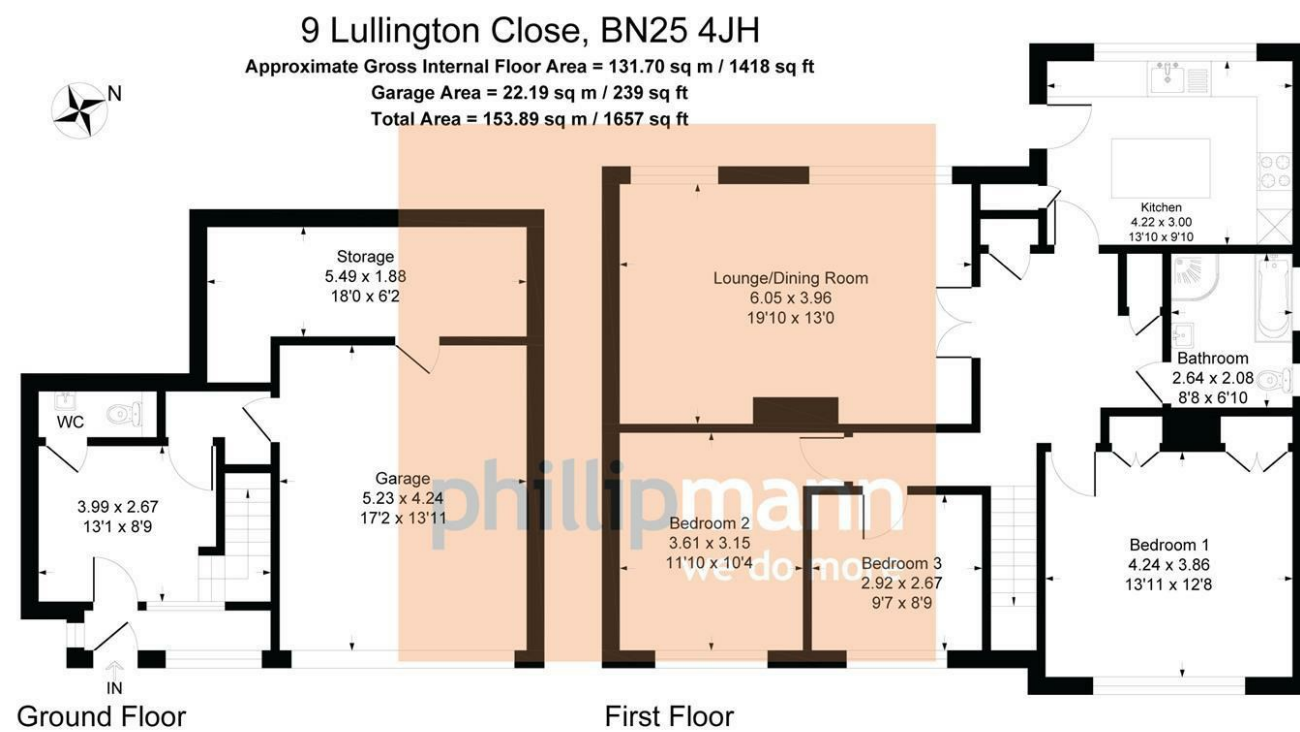 9 Lullington Close, BN25 4JH
Approximate Gross Internal Floor Area = 131.70 sq m / 1418 sq ft
Garage Area = 22.19 sq m / 239 sq ft
Total Area = 153.89 sq m / 1657 sq ft
N
Storage
5.49 x 1.88
18'0 x 6'2
WC
3.99 x 2.67
13'1 x 8'9
Garage
5.23 x 4.24
17'2 x 13'11
IN
Ground Floor
Lounge/Dining Room
6.05 x 3.96
19'10 x 13'0
Kitchen
4.22 x 3.00
13'10 x 9'10
Bathroom
2.64 x 2.08
8'8 x 6'10
Bedroom 2
3.61 x 3.15
11'10 x 10'4
Bedroom 3
2.92 x 2.67
9'7 x 8'9
Bedroom 1
4.24 x 3.86
13'11 x 12'8
First Floor
phillipmann
we do more